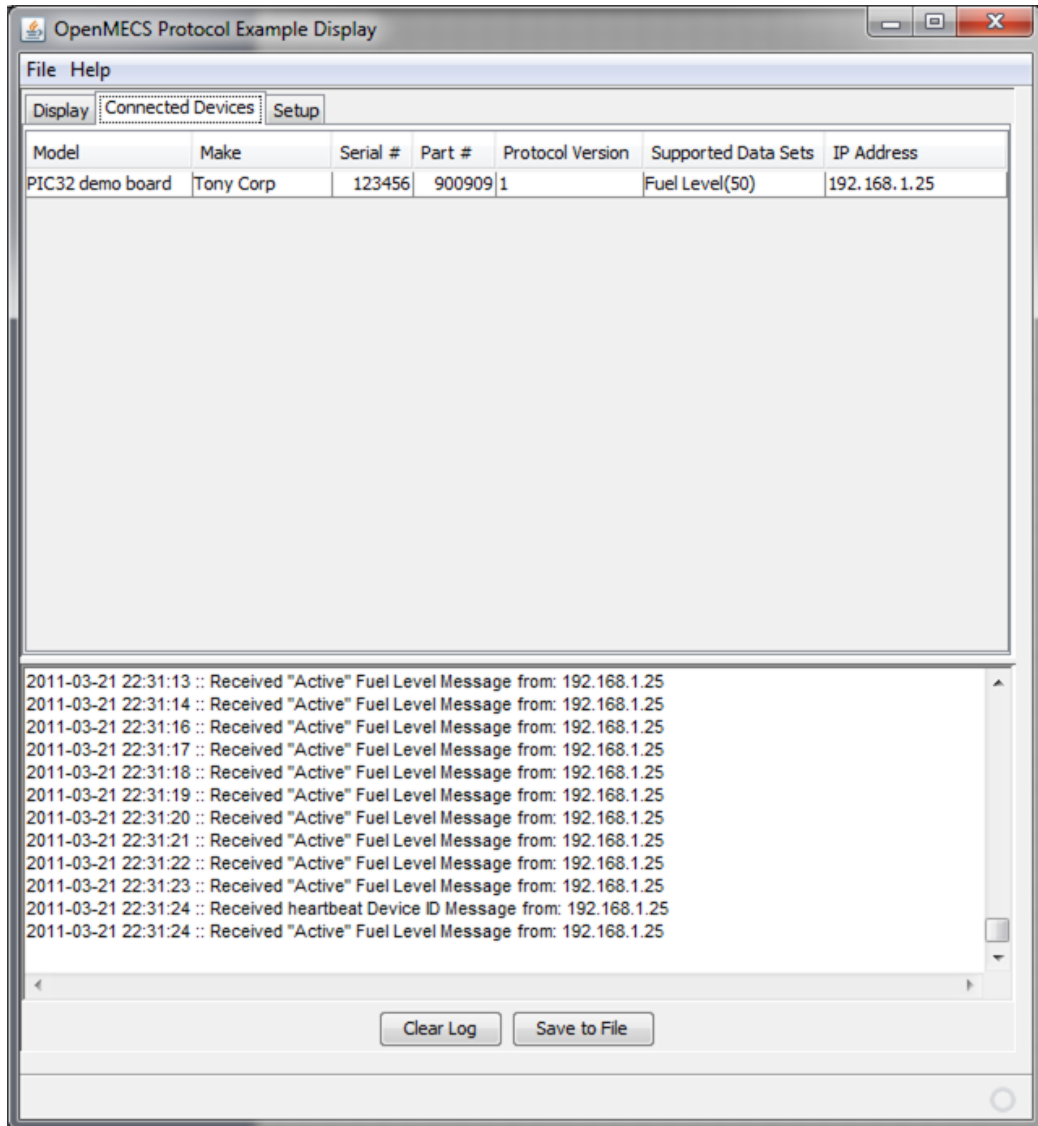 OpenMECS Protocol Example Display
File Help
Display Connected Devices Setup
Model Make Serial # Part # Protocol Version Supported Data Sets IP Address
PIC32 demo board Tony Corp 123456 900909 1 Fuel Level(50) 192.168.1.25
2011-03-21 22:31:13 :: Received "Active" Fuel Level Message from: 192.168.1.25
2011-03-21 22:31:14 :: Received "Active" Fuel Level Message from: 192.168.1.25
2011-03-21 22:31:16 :: Received "Active" Fuel Level Message from: 192.168.1.25
2011-03-21 22:31:17 :: Received "Active" Fuel Level Message from: 192.168.1.25
2011-03-21 22:31:18 :: Received "Active" Fuel Level Message from: 192.168.1.25
2011-03-21 22:31:19 :: Received "Active" Fuel Level Message from: 192.168.1.25
2011-03-21 22:31:20 :: Received "Active" Fuel Level Message from: 192.168.1.25
2011-03-21 22:31:21 :: Received "Active" Fuel Level Message from: 192.168.1.25
2011-03-21 22:31:22 :: Received "Active" Fuel Level Message from: 192.168.1.25
2011-03-21 22:31:23 :: Received "Active" Fuel Level Message from: 192.168.1.25
2011-03-21 22:31:24 :: Received heartbeat Device ID Message from: 192.168.1.25
2011-03-21 22:31:24 :: Received "Active" Fuel Level Message from: 192.168.1.25
Clear Log Save to File